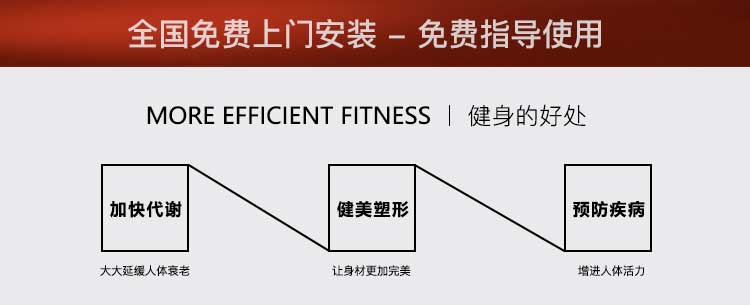 全国免费上门安装 – 免费指导使用
MORE EFFICIENT FITNESS | 健身的好处
加快代谢 健美塑形 预防疾病
大大延缓人体衰老 让身材更加完美 增进人体活力